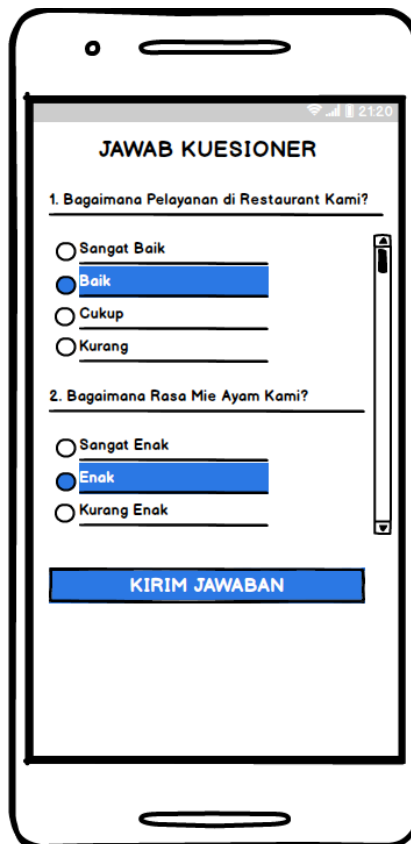 21:20
JAWAB KUESIONER
1. Bagaimana Pelayanan di Restaurant Kami?
Sangat Baik
Baik
Cukup
Kurang
2. Bagaimana Rasa Mie Ayam Kami?
Sangat Enak
Enak
Kurang Enak
KIRIM JAWABAN